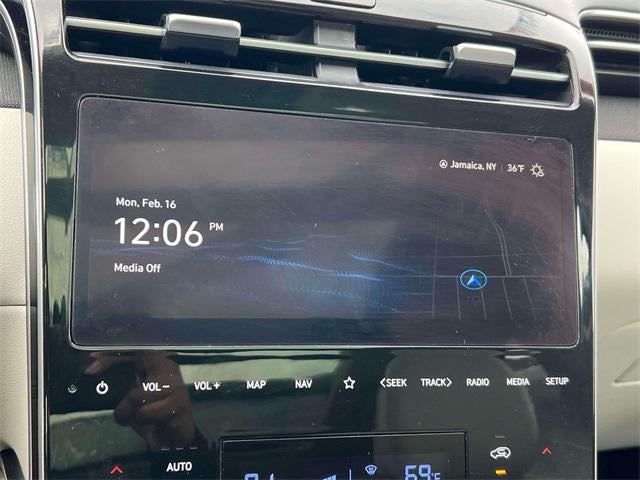 Jamaica, NY | 36°F
Mon, Feb. 16
12:06 PM
Media Off
VOL− VOL+ MAP NAV <SEEK TRACK> RADIO MEDIA SETUP
AUTO
69°F